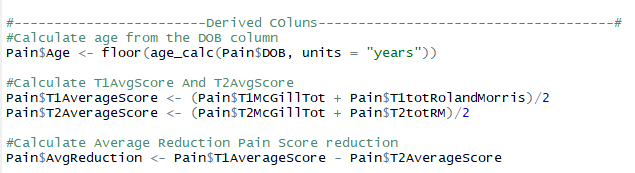 #-------------------------Derived COluns---------------------------------------#
#Calculate age from the DOB column
Pain$Age <- floor(age_calc(Pain$DOB, units = "years"))
#Calculate T1AvgScore And T2AvgScore
Pain$T1AverageScore <- (Pain$T1McGillTot + Pain$T1totRolandMorris)/2
Pain$T2AverageScore <- (Pain$T2McGillTot + Pain$T2totRM)/2
#Calculate Average Reduction Pain Score reduction
Pain$AvgReduction <- Pain$T1AverageScore - Pain$T2AverageScore